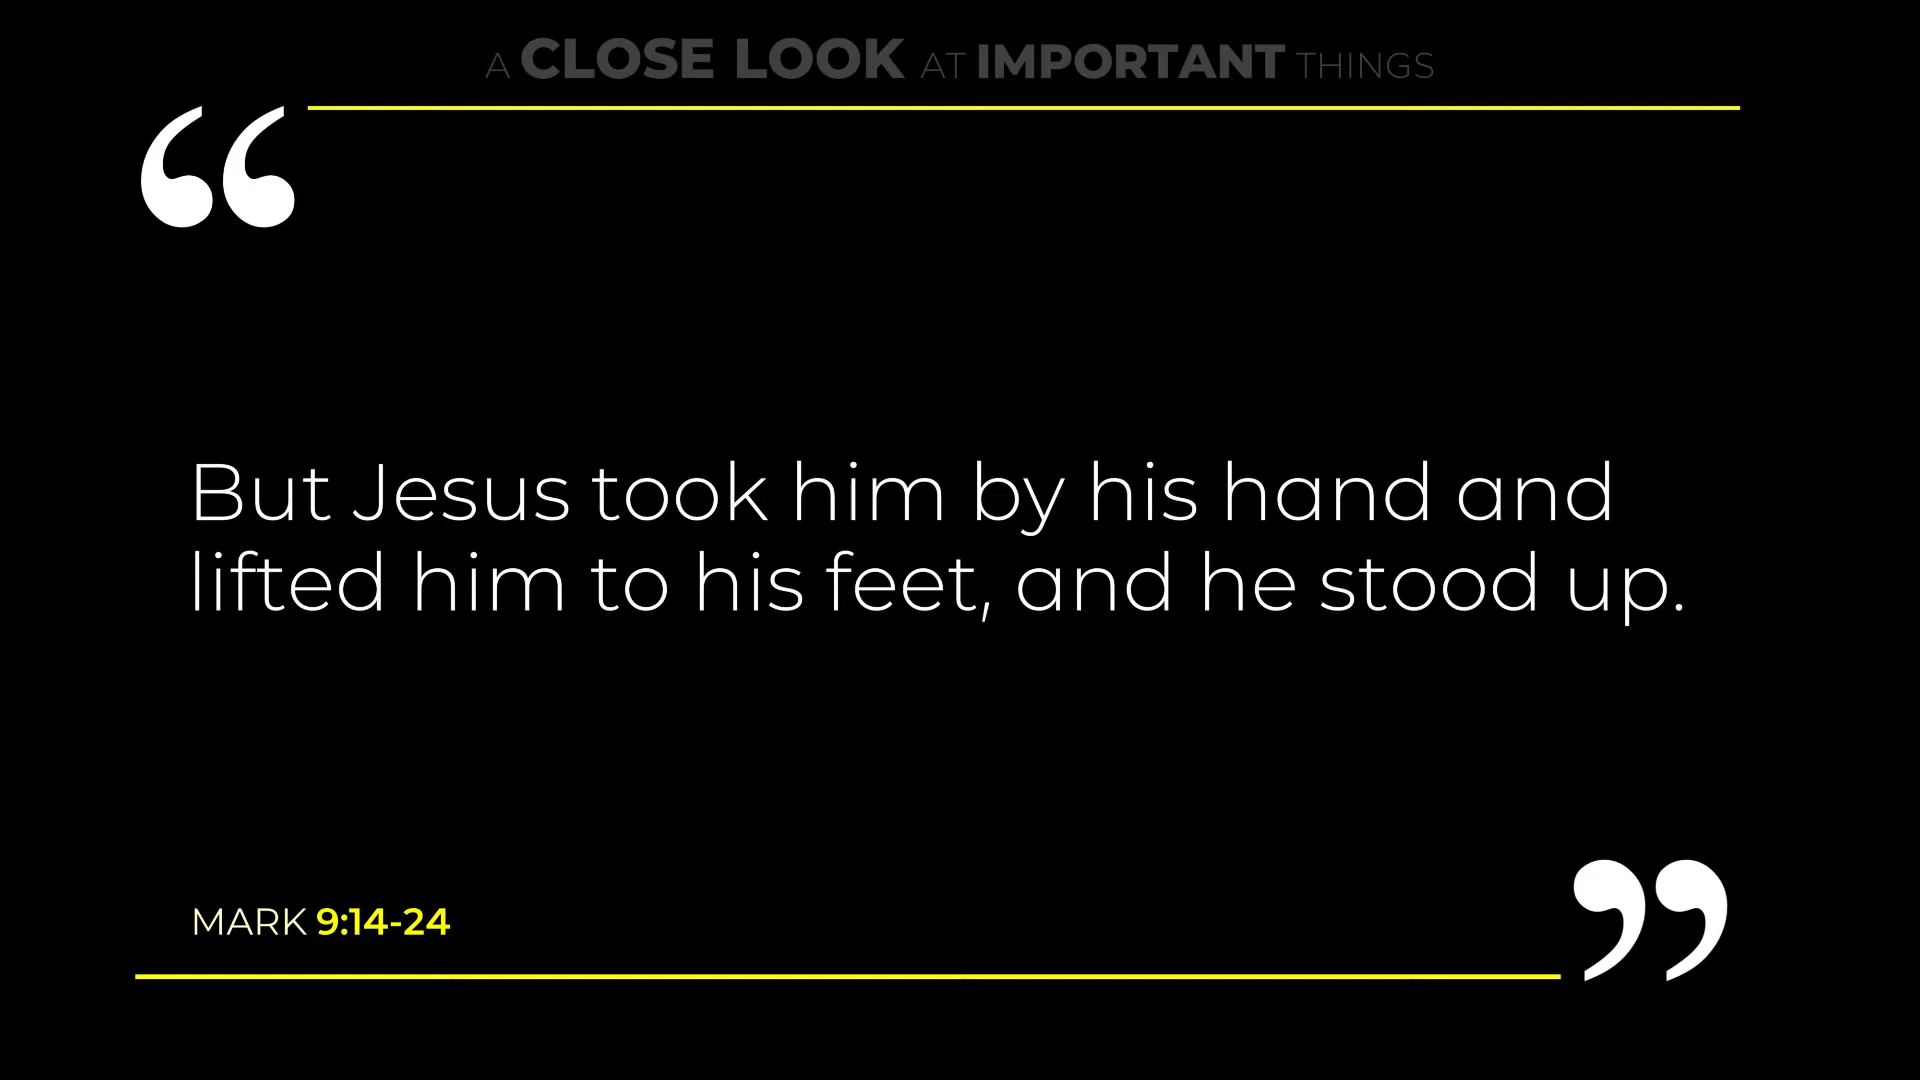 A CLOSE LOOK AT IMPORTANT THINGS
“
But Jesus took him by his hand and
lifted him to his feet, and he stood up.
MARK 9:14-24
”